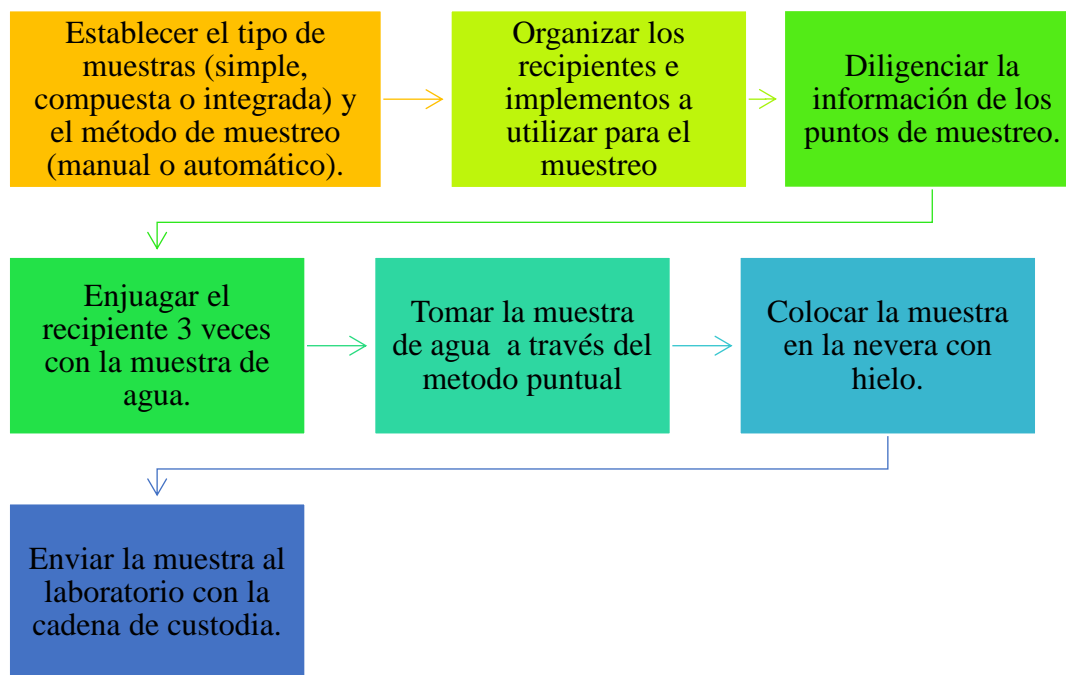 Establecer el tipo de
muestras (simple,
compuesta o integrada) y
el método de muestreo
(manual o automático).
Organizar los
recipientes e
implementos a
utilizar para el
muestreo
Diligenciar la
información de los
puntos de muestreo.
Enjuagar el
recipiente 3 veces
con la muestra de
agua.
Tomar la muestra
de agua  a través del
metodo puntual
Colocar la muestra
en la nevera con
hielo.
Enviar la muestra al
laboratorio con la
cadena de custodia.